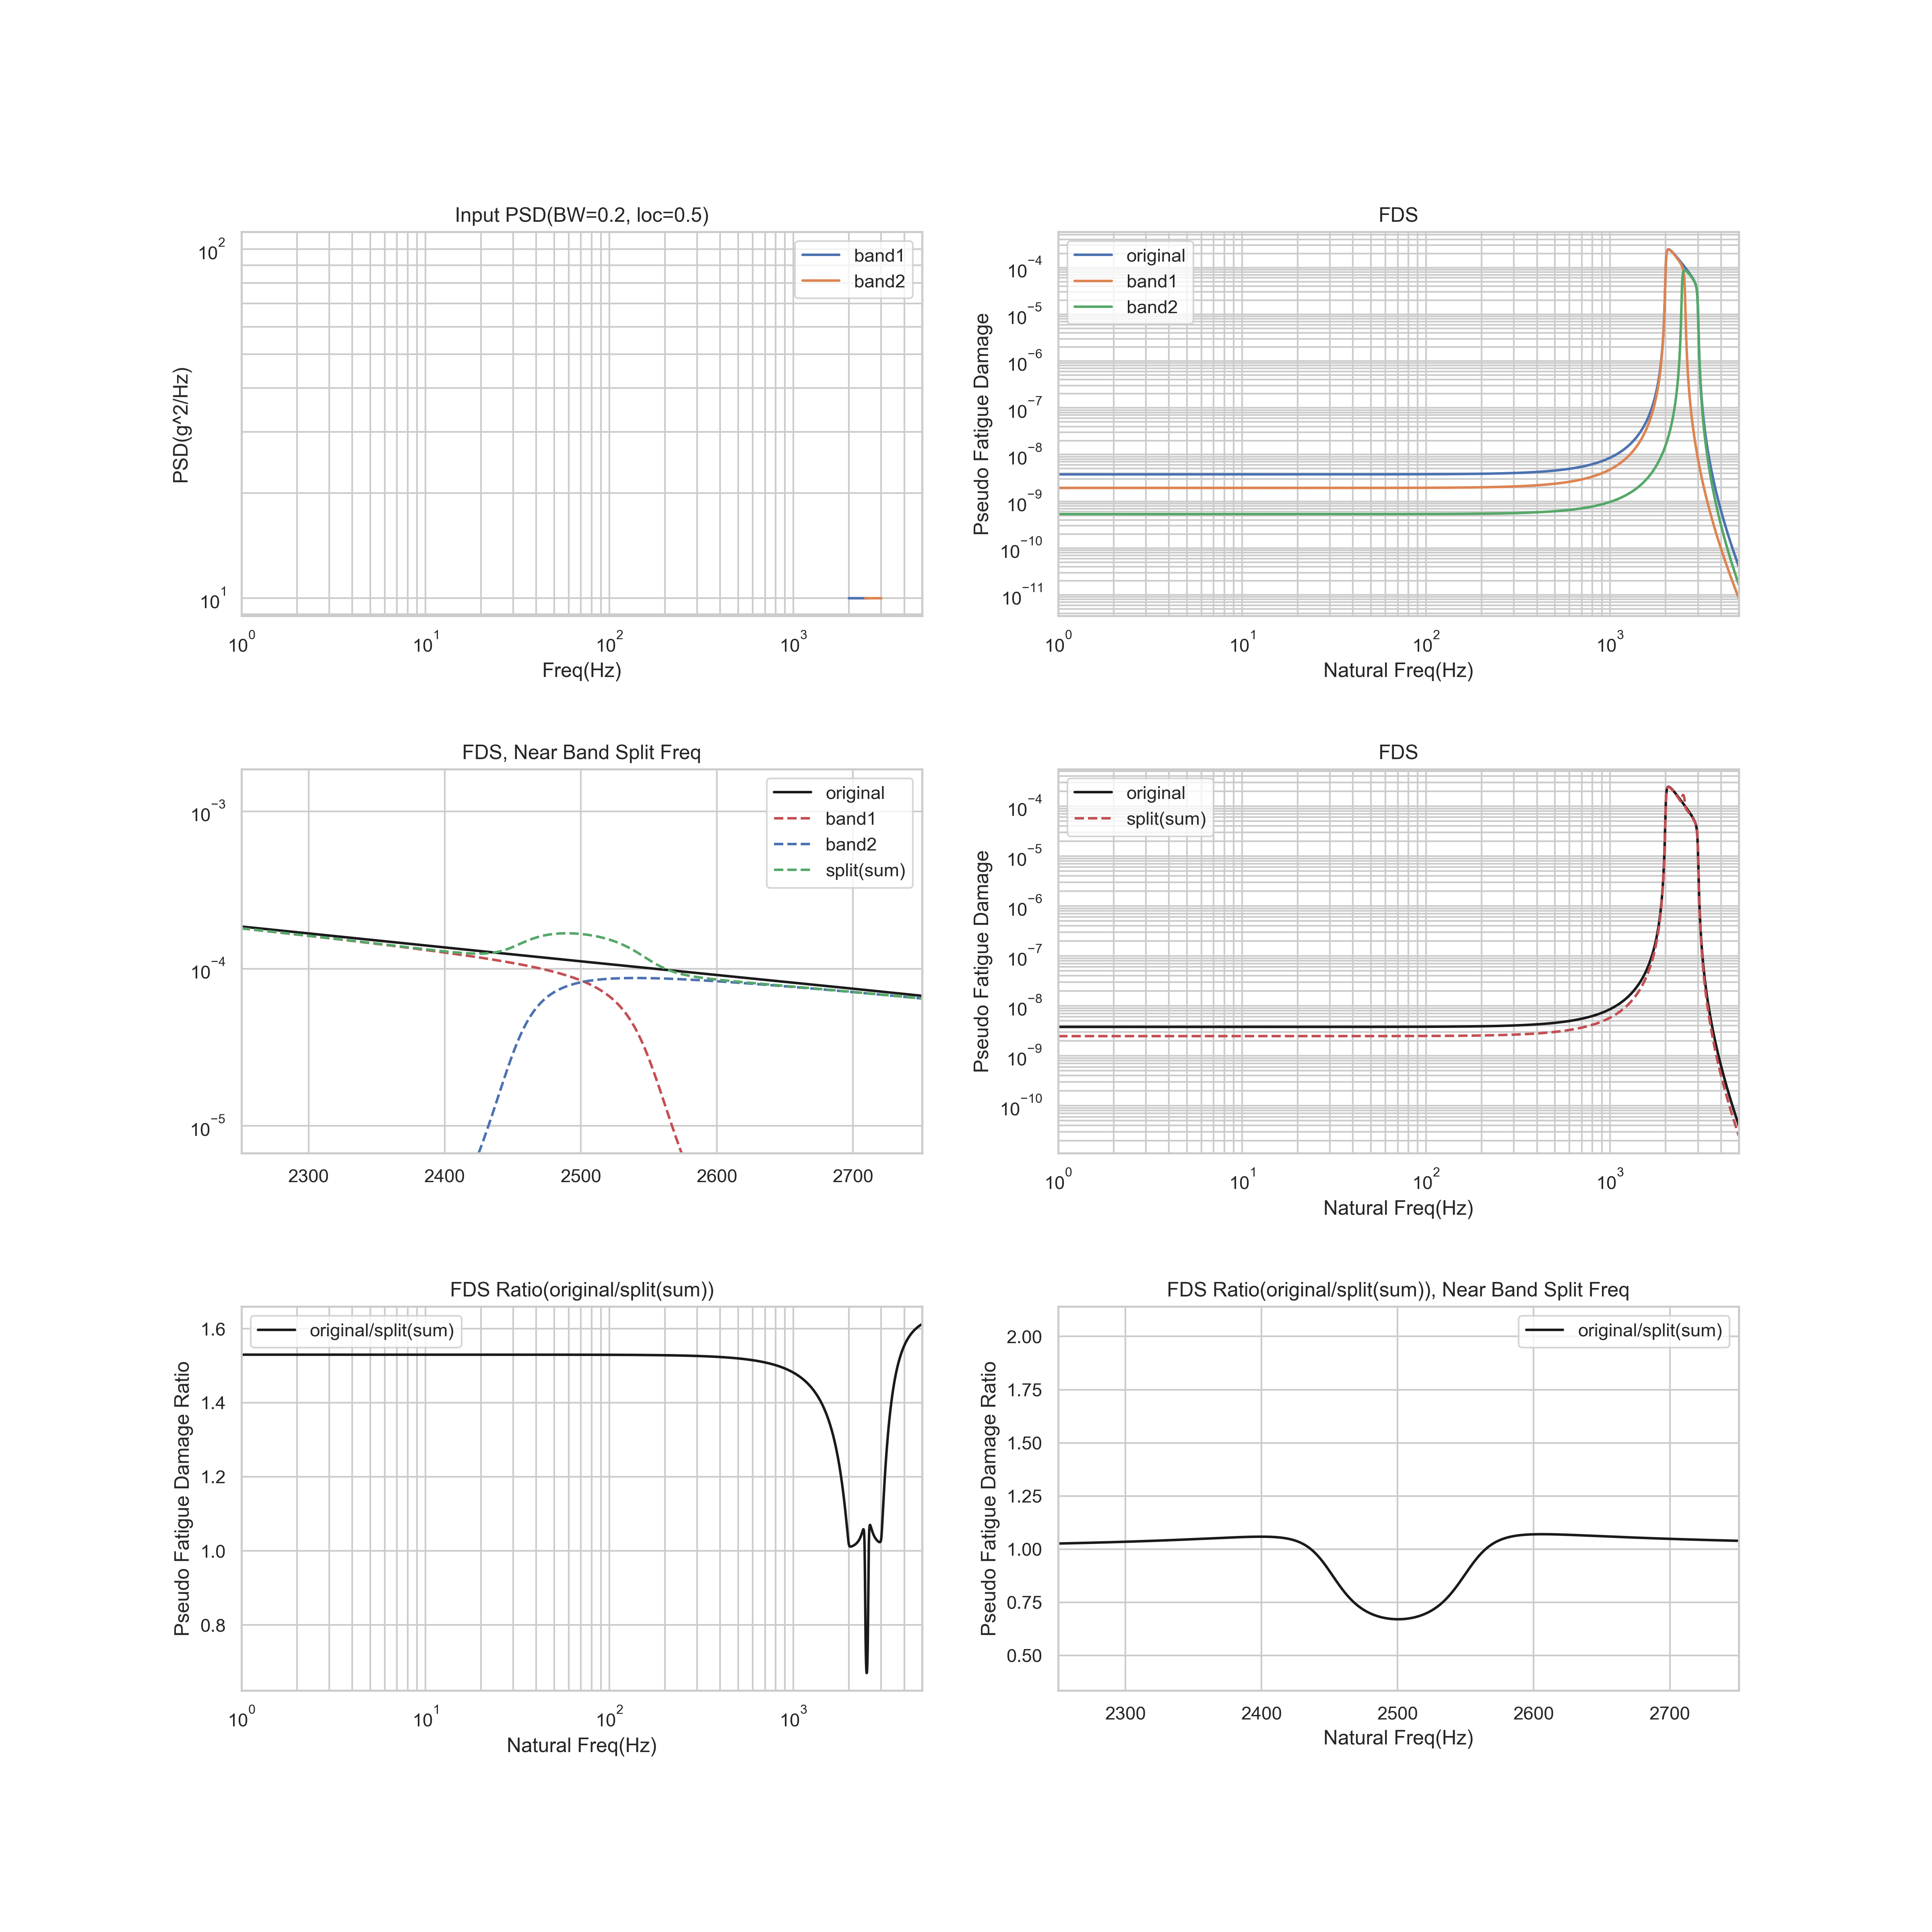 Input PSD(BW=0.2, loc=0.5)
PSD(g^2/Hz)
10^2
10^1
band1
band2
10^0 10^1 10^2 10^3
Freq(Hz)
FDS
Pseudo Fatigue Damage
10^−4
10^−5
10^−6
10^−7
10^−8
10^−9
10^−10
10^−11
original
band1
band2
10^0 10^1 10^2 10^3
Natural Freq(Hz)
FDS, Near Band Split Freq
10^−3
10^−4
10^−5
original
band1
band2
split(sum)
2300 2400 2500 2600 2700
FDS
Pseudo Fatigue Damage
10^−4
10^−5
10^−6
10^−7
10^−8
10^−9
10^−10
original
split(sum)
10^0 10^1 10^2 10^3
Natural Freq(Hz)
FDS Ratio(original/split(sum))
Pseudo Fatigue Damage Ratio
1.6
1.4
1.2
1.0
0.8
original/split(sum)
10^0 10^1 10^2 10^3
Natural Freq(Hz)
FDS Ratio(original/split(sum)), Near Band Split Freq
Pseudo Fatigue Damage Ratio
2.00
1.75
1.50
1.25
1.00
0.75
0.50
original/split(sum)
2300 2400 2500 2600 2700
Natural Freq(Hz)